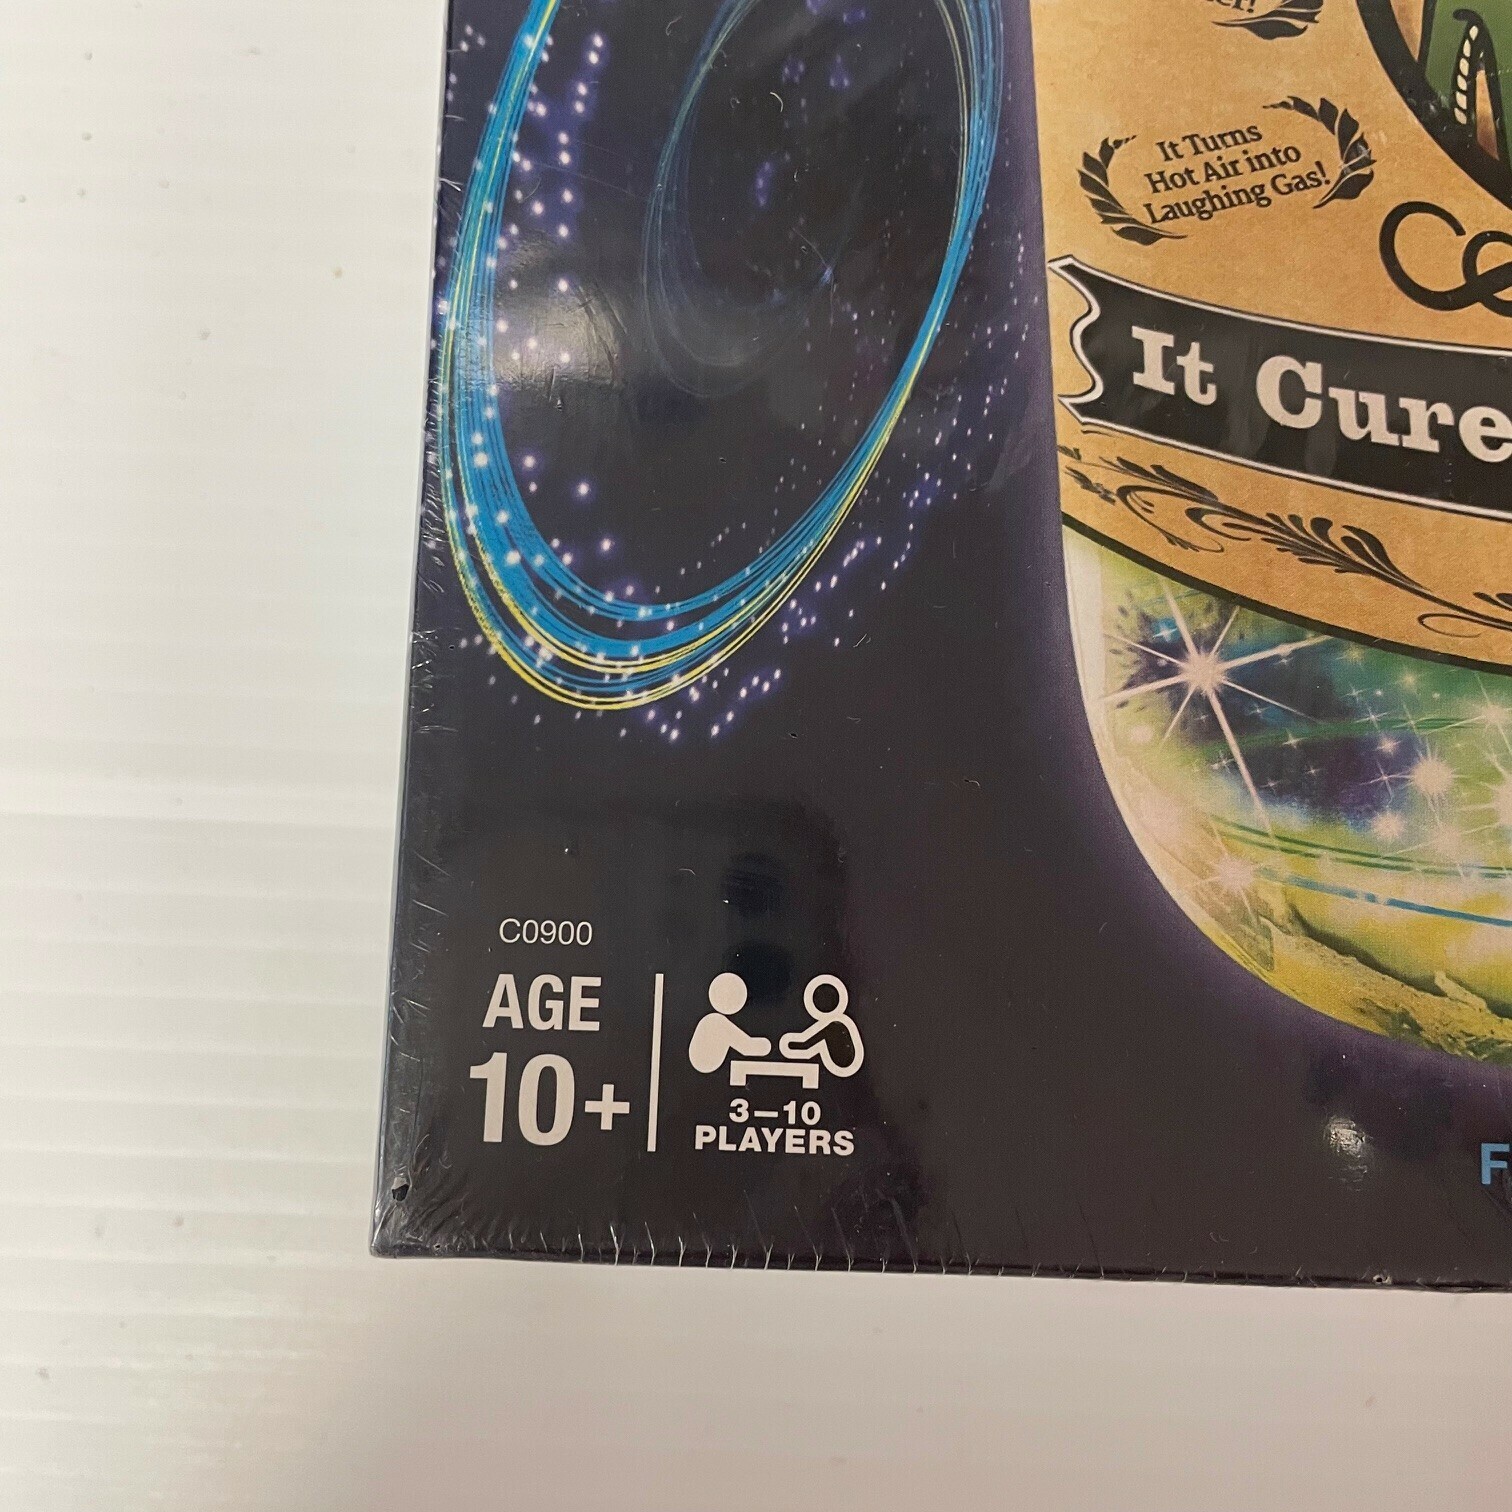 It Turns
Hot Air into
Laughing Gas!
It Cure
C0900
AGE
10+
3–10
PLAYERS
F